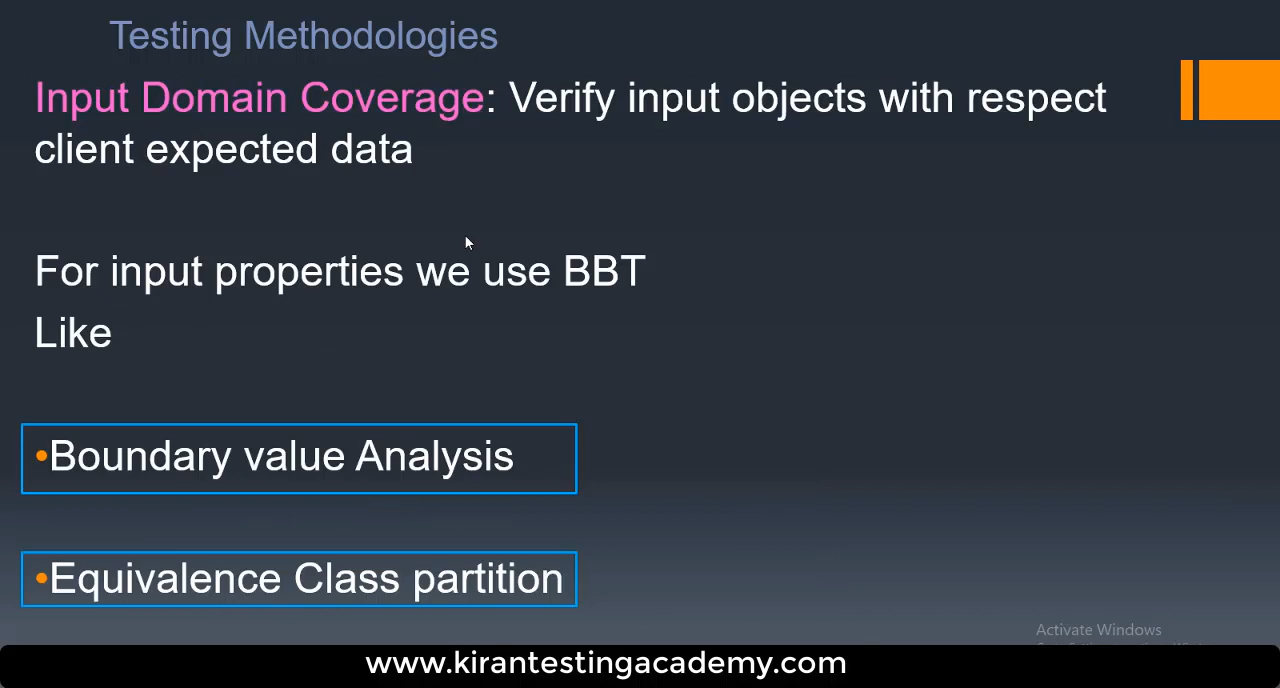 Testing Methodologies
Input Domain Coverage: Verify input objects with respect
client expected data
For input properties we use BBT
Like
•Boundary value Analysis
•Equivalence Class partition
Activate Windows
www.kirantestingacademy.com